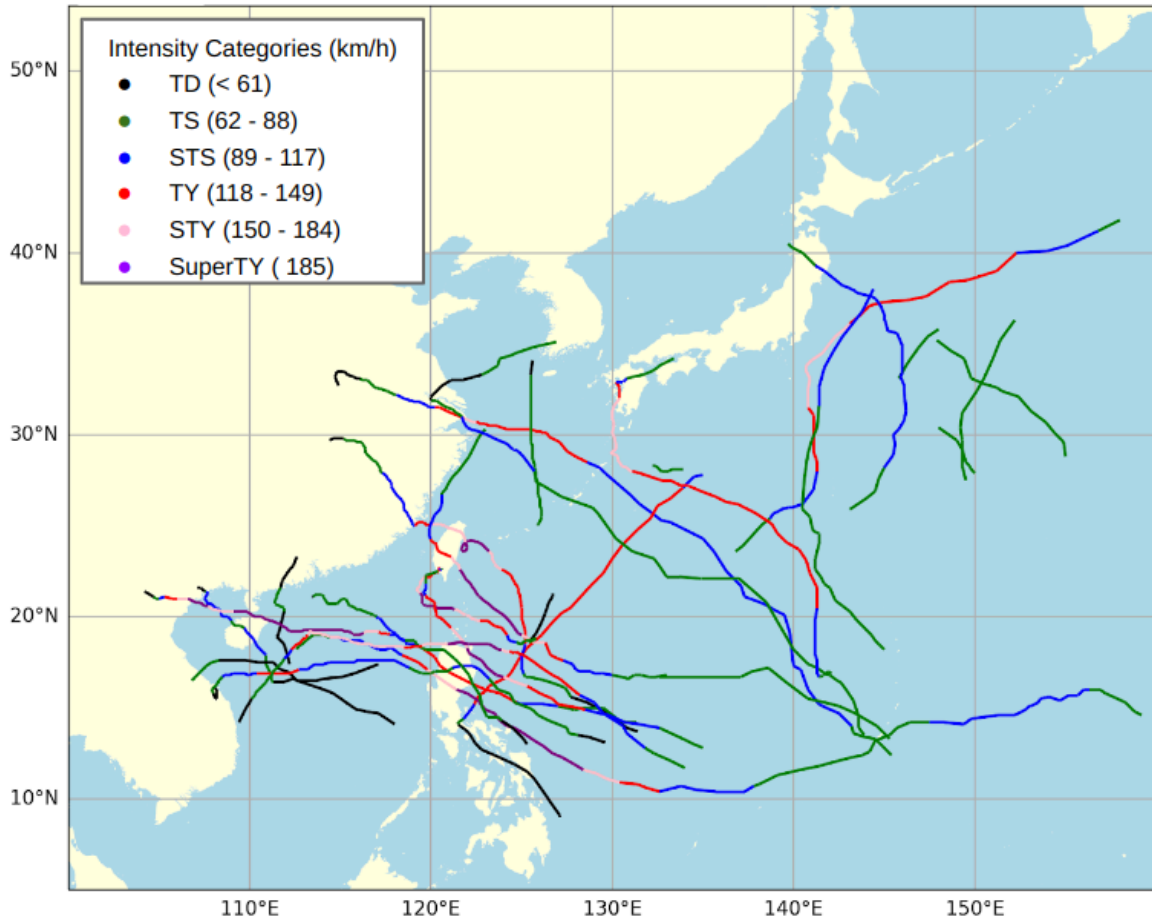 Intensity Categories (km/h)
TD (< 61)
TS (62 - 88)
STS (89 - 117)
TY (118 - 149)
STY (150 - 184)
SuperTY ( 185)
50°N
40°N
30°N
20°N
10°N
110°E 120°E 130°E 140°E 150°E